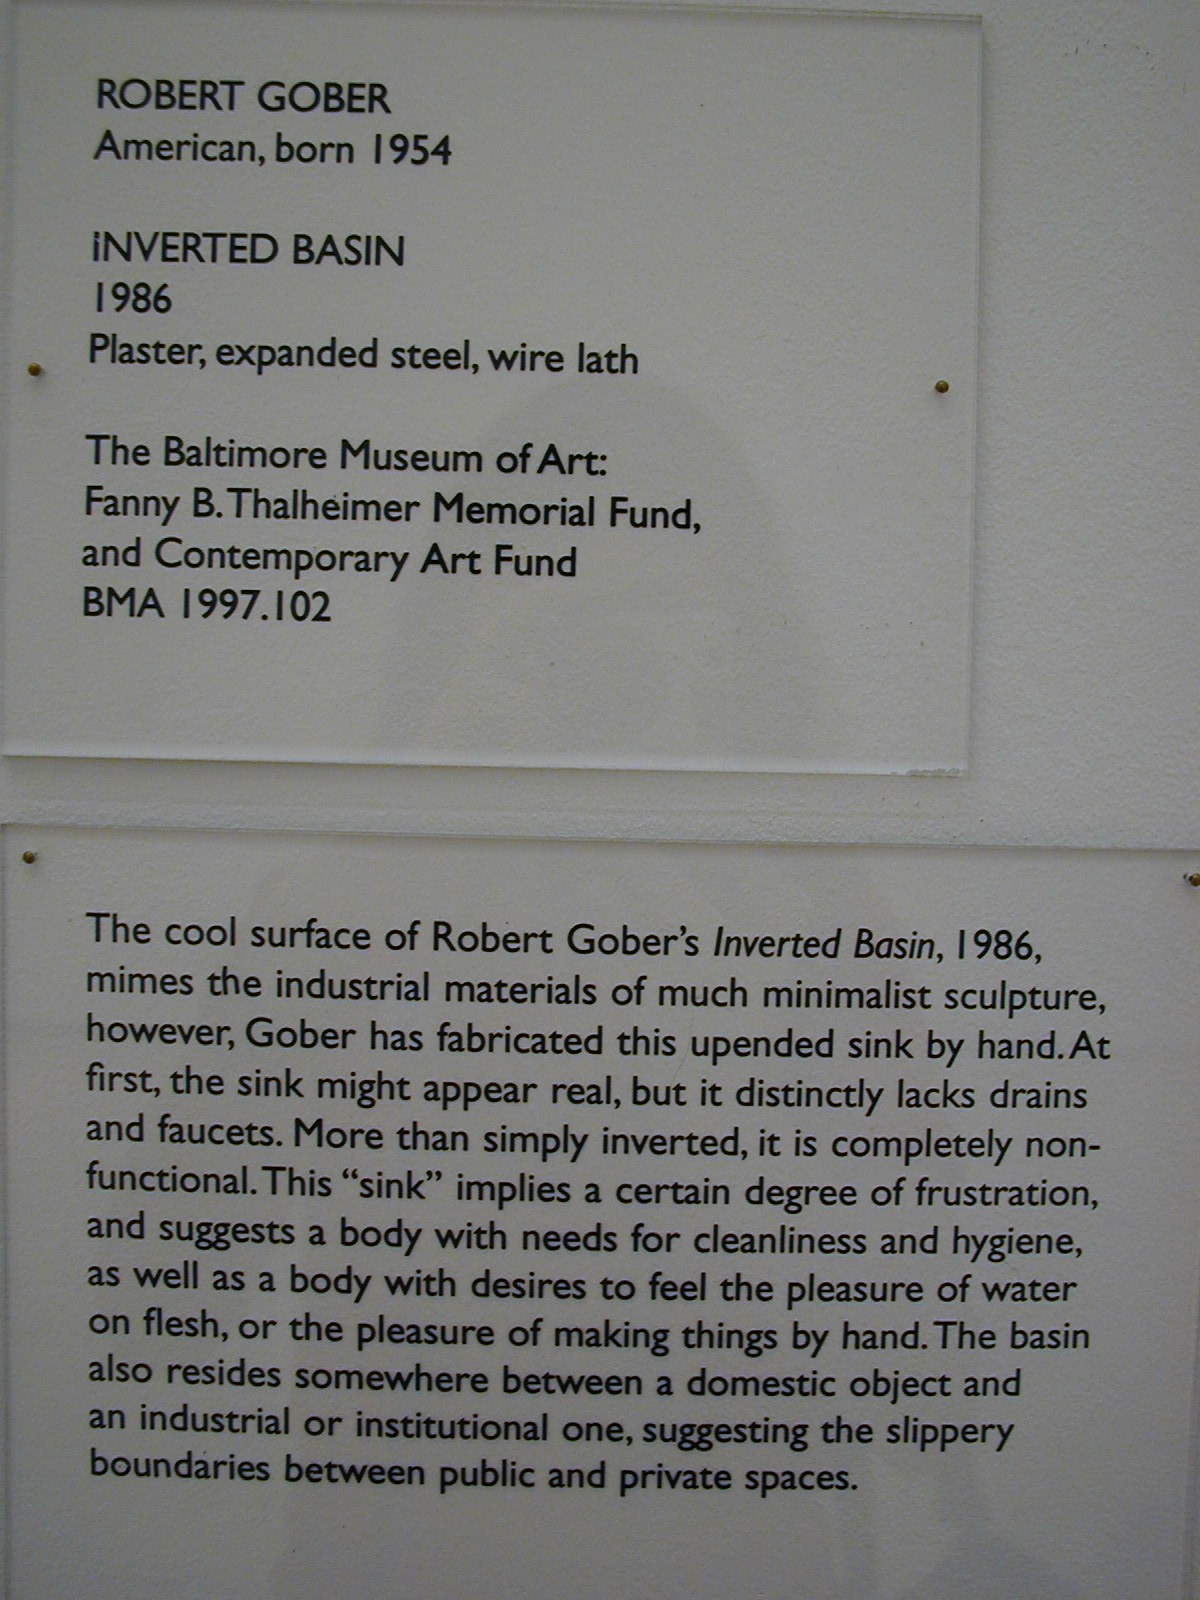 ROBERT GOBER
American, born 1954
iNVERTED BASIN
1986
Plaster, expanded steel, wire lath
The Baltimore Museum of Art:
Fanny B. Thalheimer Memorial Fund,
and Contemporary Art Fund
BMA 1997.102
The cool surface of Robert Gober's Inverted Basin, 1986,
mimes the industrial materials of much minimalist sculpture,
however, Gober has fabricated this upended sink by hand. At
first, the sink might appear real, but it distinctly lacks drains
and faucets. More than simply inverted, it is completely non-
functional. This “sink” implies a certain degree of frustration,
and suggests a body with needs for cleanliness and hygiene,
as well as a body with desires to feel the pleasure of water
on flesh, or the pleasure of making things by hand. The basin
also resides somewhere between a domestic object and
an industrial or institutional one, suggesting the slippery
boundaries between public and private spaces.